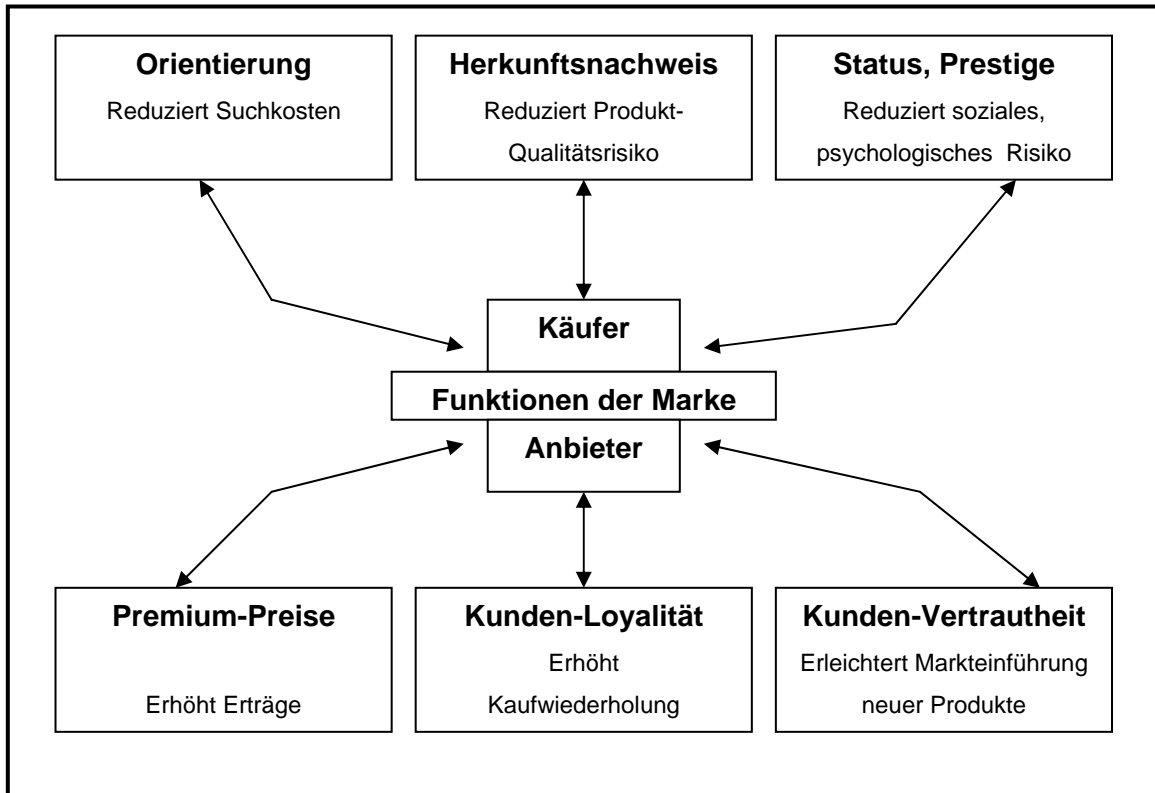 Orientierung
Reduziert Suchkosten
Herkunftsnachweis
Reduziert Produkt-
Qualitätsrisiko
Status, Prestige
Reduziert soziales,
psychologisches Risiko
Käufer
Funktionen der Marke
Anbieter
Premium-Preise
Erhöht Erträge
Kunden-Loyalität
Erhöht
Kaufwiederholung
Kunden-Vertrautheit
Erleichtert Markteinführung
neuer Produkte